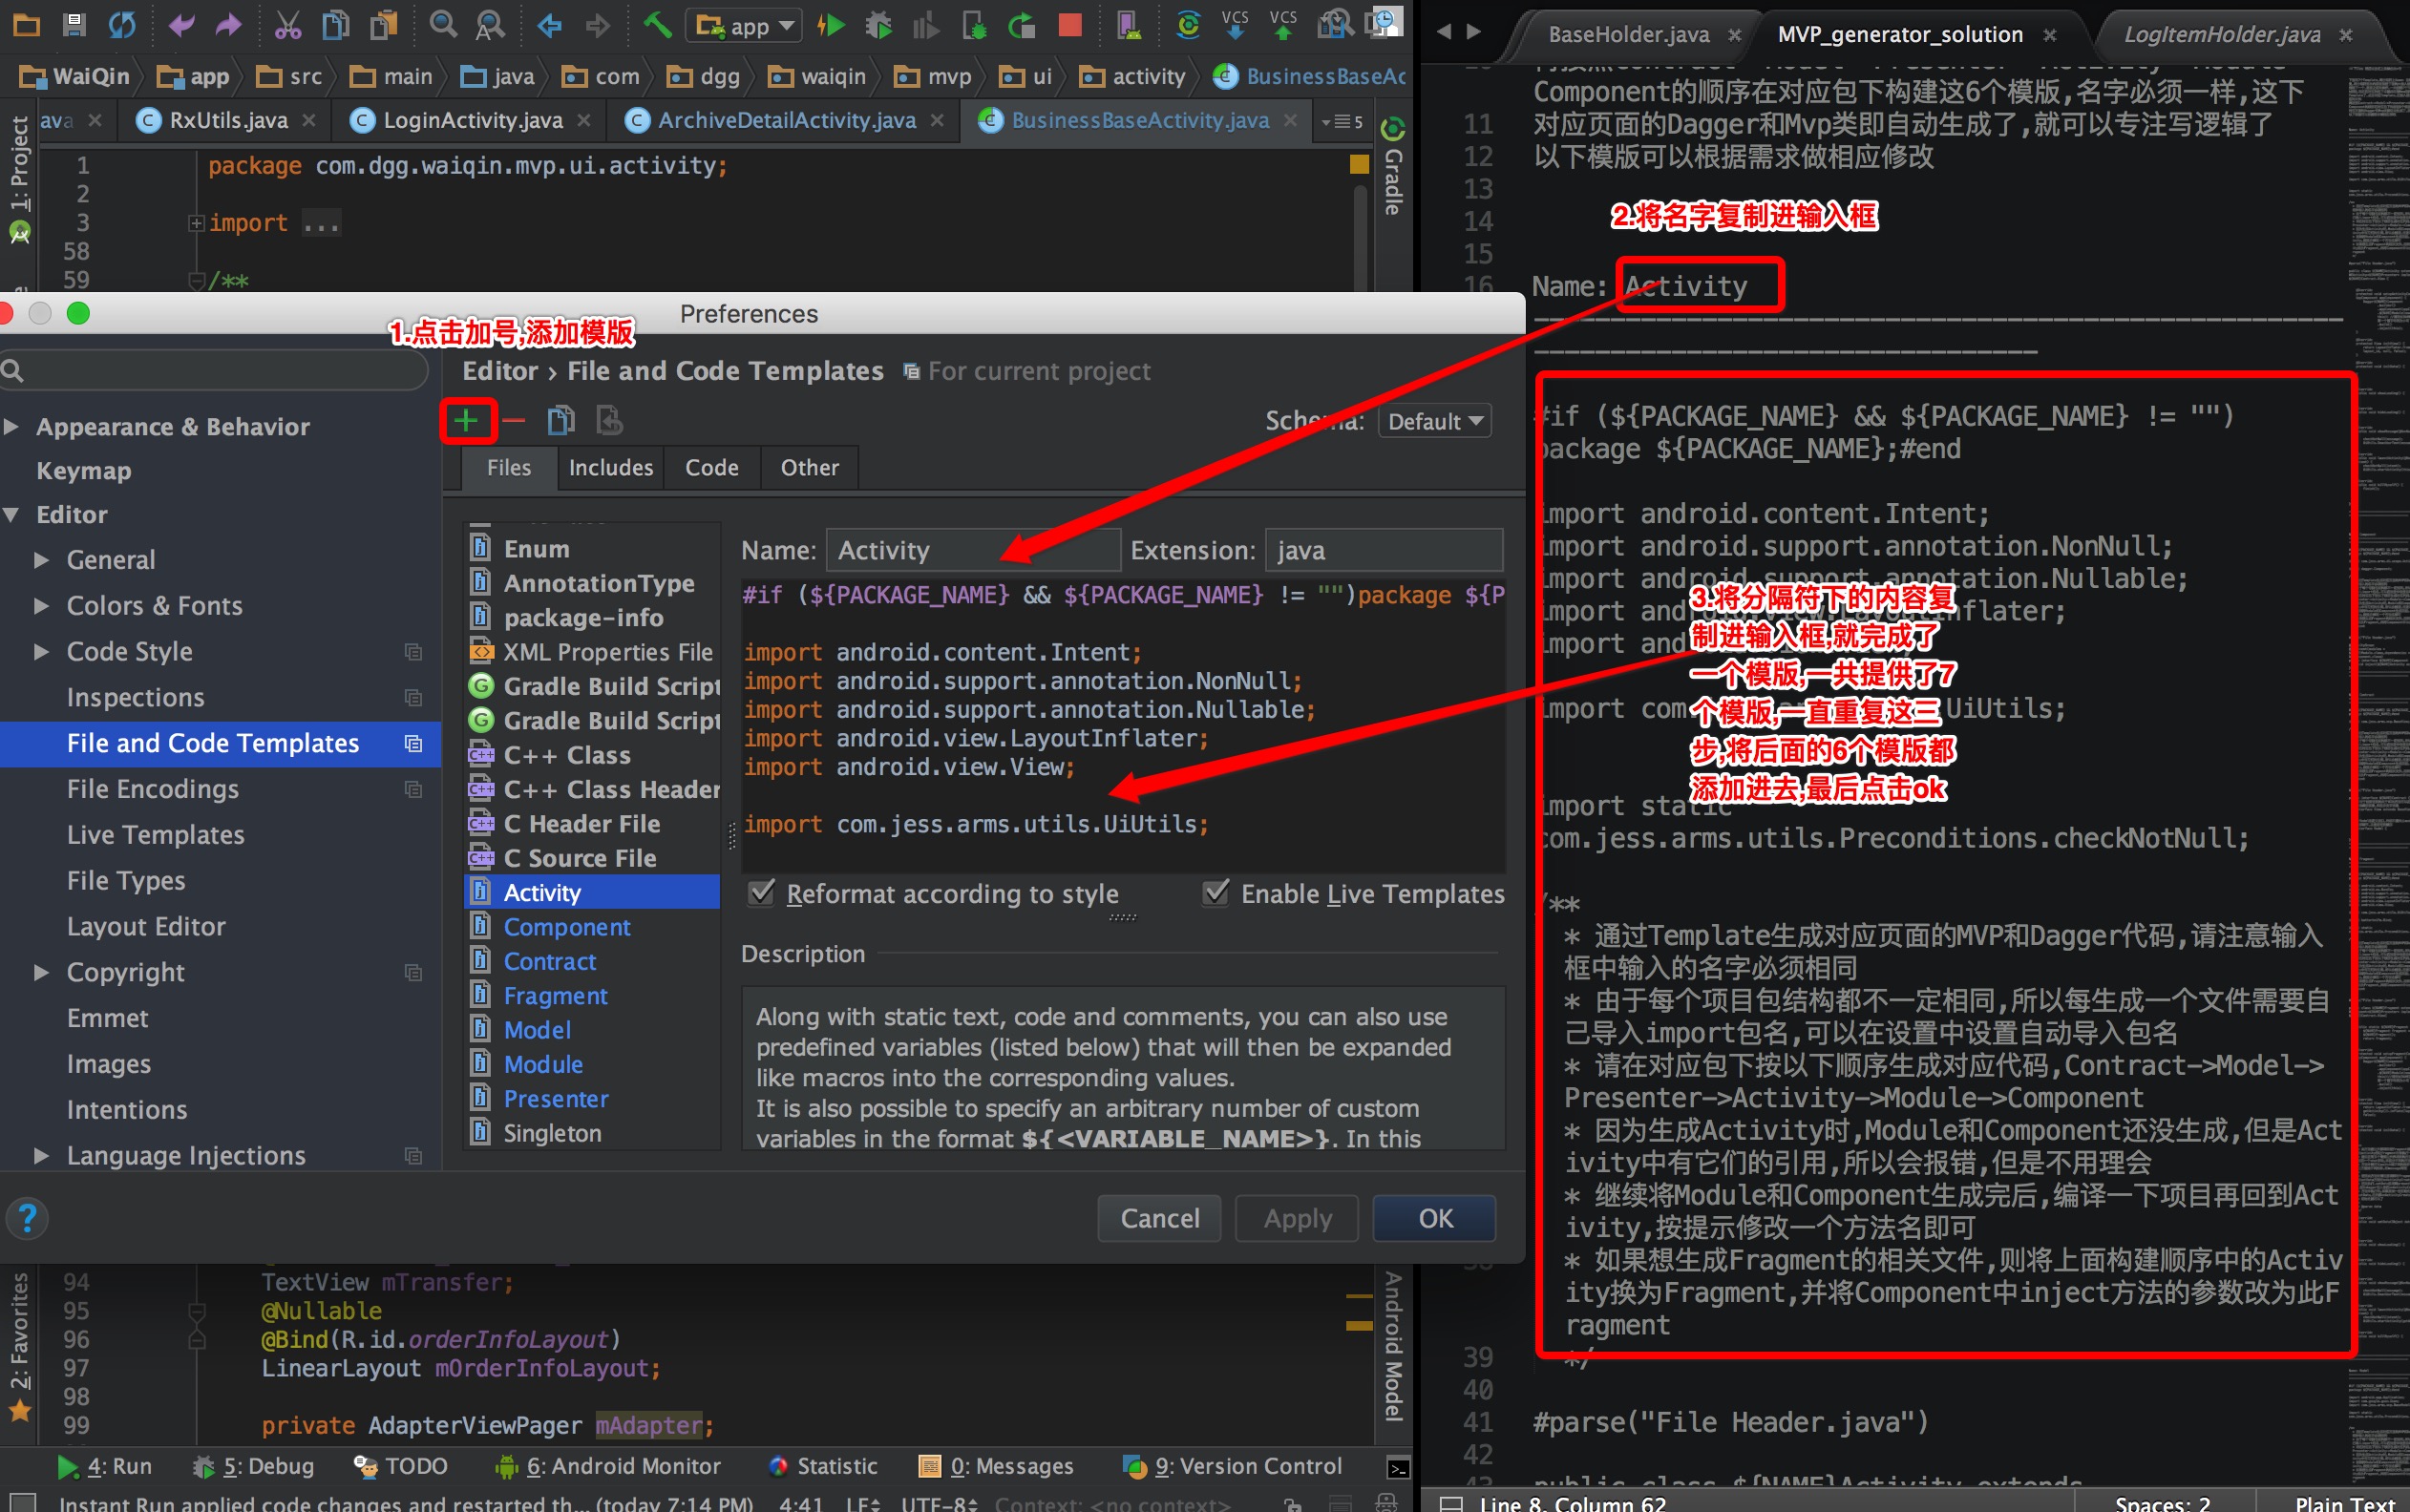 app
VCS
VCS
WaiQin
app
src
main
java
com
dgg
waiqin
mvp
ui
activity
BusinessBaseAc
ava
RxUtils.java
LoginActivity.java
ArchiveDetailActivity.java
BusinessBaseActivity.java
5
1: Project
Gradle
1 package com.dgg.waiqin.mvp.ui.activity;
2
3 import ...
58
59 /**
Preferences
1.点击加号,添加模版
Editor › File and Code Templates
For current project
Schema: Default
Appearance & Behavior
Keymap
Editor
General
Colors & Fonts
Code Style
Inspections
File and Code Templates
File Encodings
Live Templates
File Types
Layout Editor
Copyright
Emmet
Images
Intentions
Language Injections
Files
Includes
Code
Other
Enum
AnnotationType
package-info
XML Properties File
Gradle Build Script
Gradle Build Script
C++ Class
C++ Class Header
C Header File
C Source File
Activity
Component
Contract
Fragment
Model
Module
Presenter
Singleton
Name: Activity
Extension: java
#if (${PACKAGE_NAME} && ${PACKAGE_NAME} != "")package ${P
import android.content.Intent;
import android.support.annotation.NonNull;
import android.support.annotation.Nullable;
import android.view.LayoutInflater;
import android.view.View;
import com.jess.arms.utils.UiUtils;
Reformat according to style
Enable Live Templates
Description
Along with static text, code and comments, you can also use
predefined variables (listed below) that will then be expanded
like macros into the corresponding values.
It is also possible to specify an arbitrary number of custom
variables in the format ${<VARIABLE_NAME>}. In this
Cancel
Apply
OK
?
94 TextView mTransfer;
95 @Nullable
96 @Bind(R.id.orderInfoLayout)
97 LinearLayout mOrderInfoLayout;
98
99 private AdapterViewPager mAdapter;
2: Favorites
Android Model
4: Run
5: Debug
TODO
6: Android Monitor
Statistic
0: Messages
9: Version Control
Instant Run applied code changes and restarted th... (today 7:14 PM)
4:41
LF
UTF-8
Context: <no context>
BaseHolder.java
MVP_generator_solution
LogItemHolder.java
Component的顺序在对应包下构建这6个模版,名字必须一样,这下
11 对应页面的Dagger和Mvp类即自动生成了,就可以专注写逻辑了
12 以下模版可以根据需求做相应修改
13
14
2.将名字复制进输入框
15
16 Name: Activity
#if (${PACKAGE_NAME} && ${PACKAGE_NAME} != "")
package ${PACKAGE_NAME};#end
import android.content.Intent;
import android.support.annotation.NonNull;
import android.support.annotation.Nullable;
3.将分隔符下的内容复
制进输入框,就完成了
一个模版,一共提供了7
个模版,一直重复这三
步,将后面的6个模版都
添加进去,最后点击ok
import static
com.jess.arms.utils.Preconditions.checkNotNull;
/**
* 通过Template生成对应页面的MVP和Dagger代码,请注意输入
框中输入的名字必须相同
* 由于每个项目包结构都不一定相同,所以每生成一个文件需要自
己导入import包名,可以在设置中设置自动导入包名
* 请在对应包下按以下顺序生成对应代码,Contract->Model->
Presenter->Activity->Module->Component
* 因为生成Activity时,Module和Component还没生成,但是Act
ivity中有它们的引用,所以会报错,但是不用理会
* 继续将Module和Component生成完后,编译一下项目再回到Act
ivity,按提示修改一个方法名即可
* 如果想生成Fragment的相关文件,则将上面构建顺序中的Activ
ity换为Fragment,并将Component中inject方法的参数改为此F
ragment
39 */
40
41 #parse("File Header.java")
42
43 public class ${NAME}Activity extends
Line 8, Column 62
Spaces: 2
Plain Text